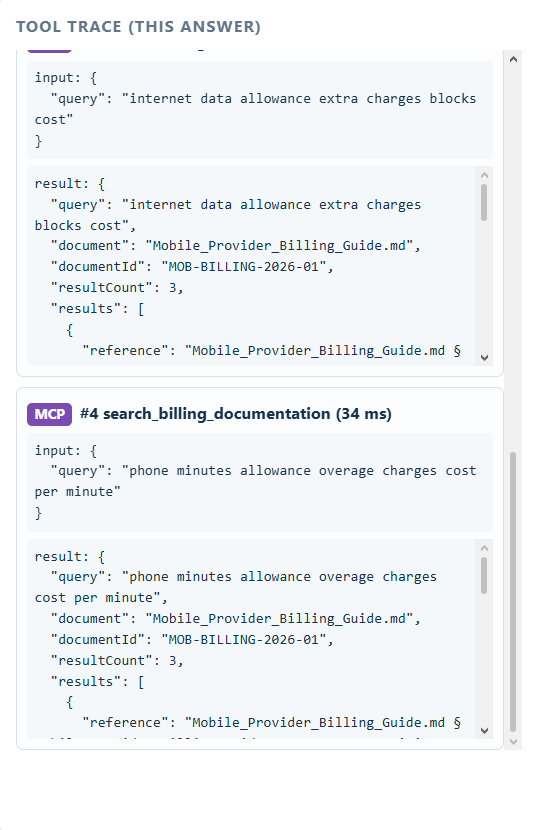 TOOL TRACE (THIS ANSWER)
input: {
  "query": "internet data allowance extra charges blocks
cost"
}
result: {
  "query": "internet data allowance extra charges
blocks cost",
  "document": "Mobile_Provider_Billing_Guide.md",
  "documentId": "MOB-BILLING-2026-01",
  "resultCount": 3,
  "results": [
    {
      "reference": "Mobile_Provider_Billing_Guide.md §
MCP #4 search_billing_documentation (34 ms)
input: {
  "query": "phone minutes allowance overage charges cost
per minute"
}
result: {
  "query": "phone minutes allowance overage charges
cost per minute",
  "document": "Mobile_Provider_Billing_Guide.md",
  "documentId": "MOB-BILLING-2026-01",
  "resultCount": 3,
  "results": [
    {
      "reference": "Mobile_Provider_Billing_Guide.md §